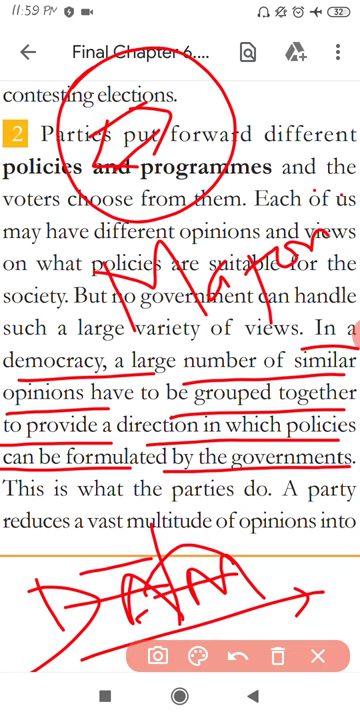 11:59 PM
32
Final Chapter 6....
contesting elections.
2 Parties put forward different
policies and programmes and the
voters choose from them. Each of us
may have different opinions and views
on what policies are suitable for the
society. But no government can handle
such a large variety of views. In a
democracy, a large number of similar
opinions have to be grouped together
to provide a direction in which policies
can be formulated by the governments.
This is what the parties do. A party
reduces a vast multitude of opinions into